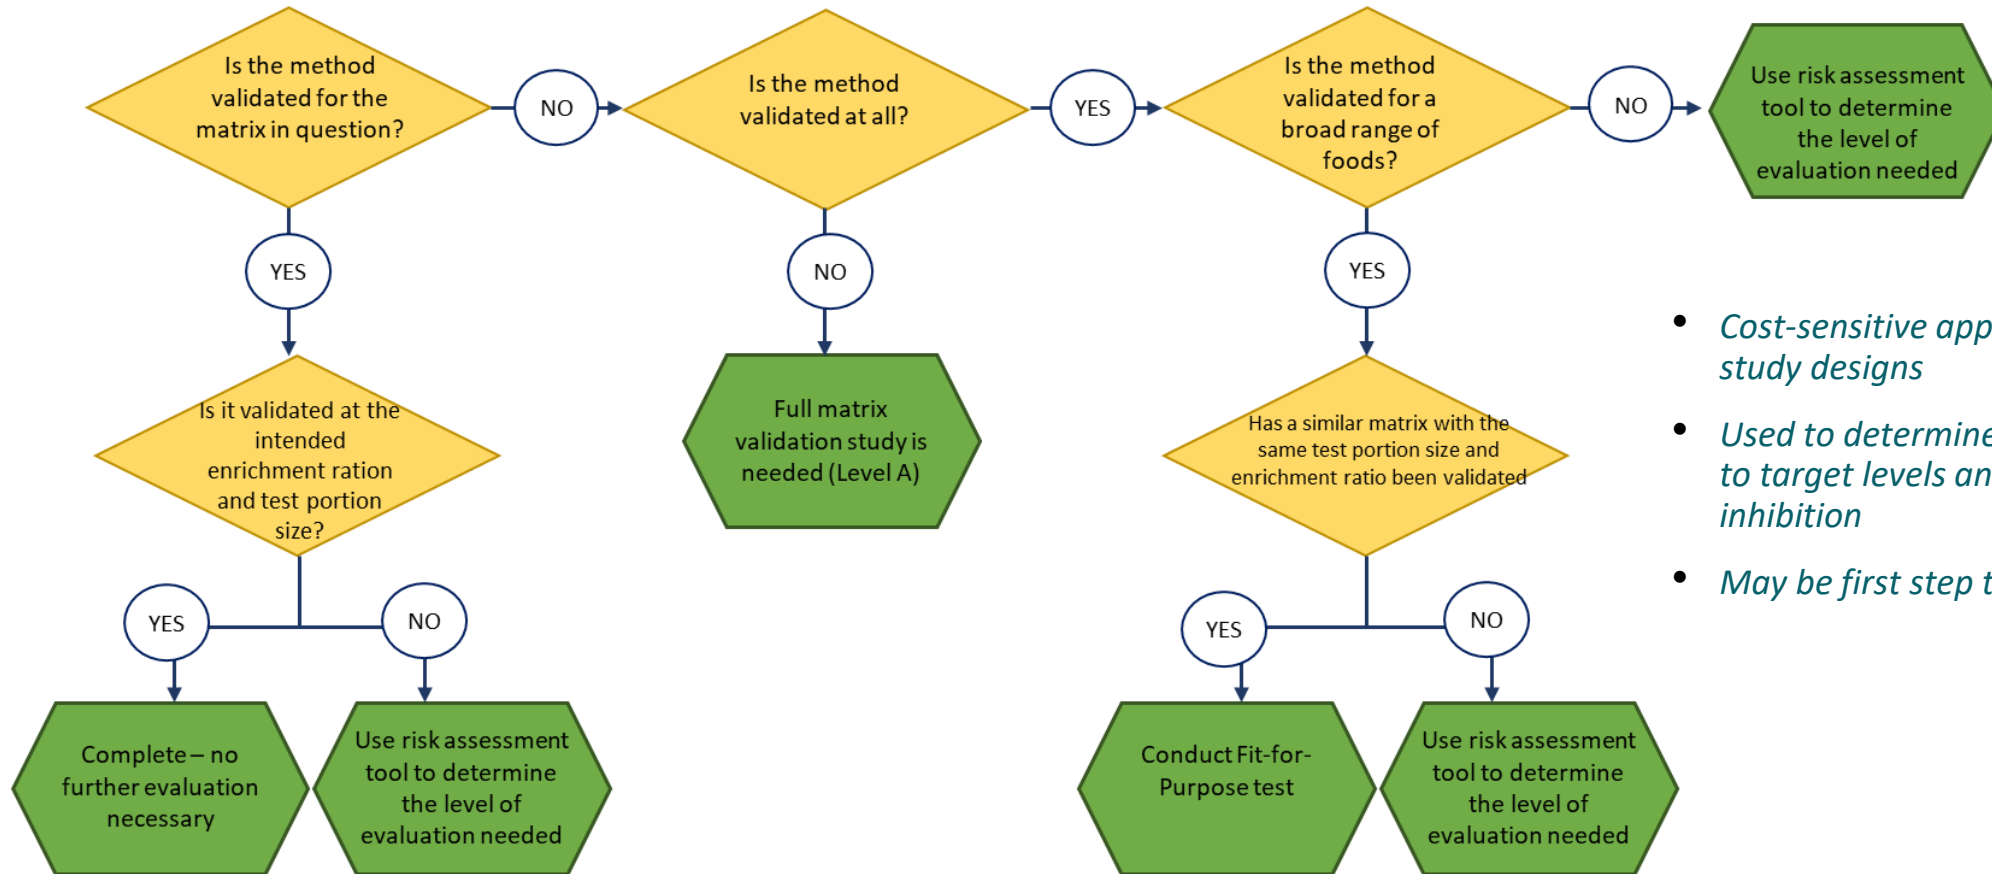 Is the method
validated for the
matrix in question?
NO
Is the method
validated at all?
YES
Is the method
validated for a
broad range of
foods?
NO
Use risk assessment
tool to determine
the level of
evaluation needed
YES
NO
YES
Is it validated at the
intended
enrichment ration
and test portion
size?
Full matrix
validation study is
needed (Level A)
Has a similar matrix with the
same test portion size and
enrichment ratio been validated
• Cost-sensitive
study designs
• Used to determine
to target levels
inhibition
• May be first step
YES
NO
YES
NO
Complete – no
further evaluation
necessary
Use risk assessment
tool to determine
the level of
evaluation needed
Conduct Fit-for-
Purpose test
Use risk assessment
tool to determine
the level of
evaluation needed